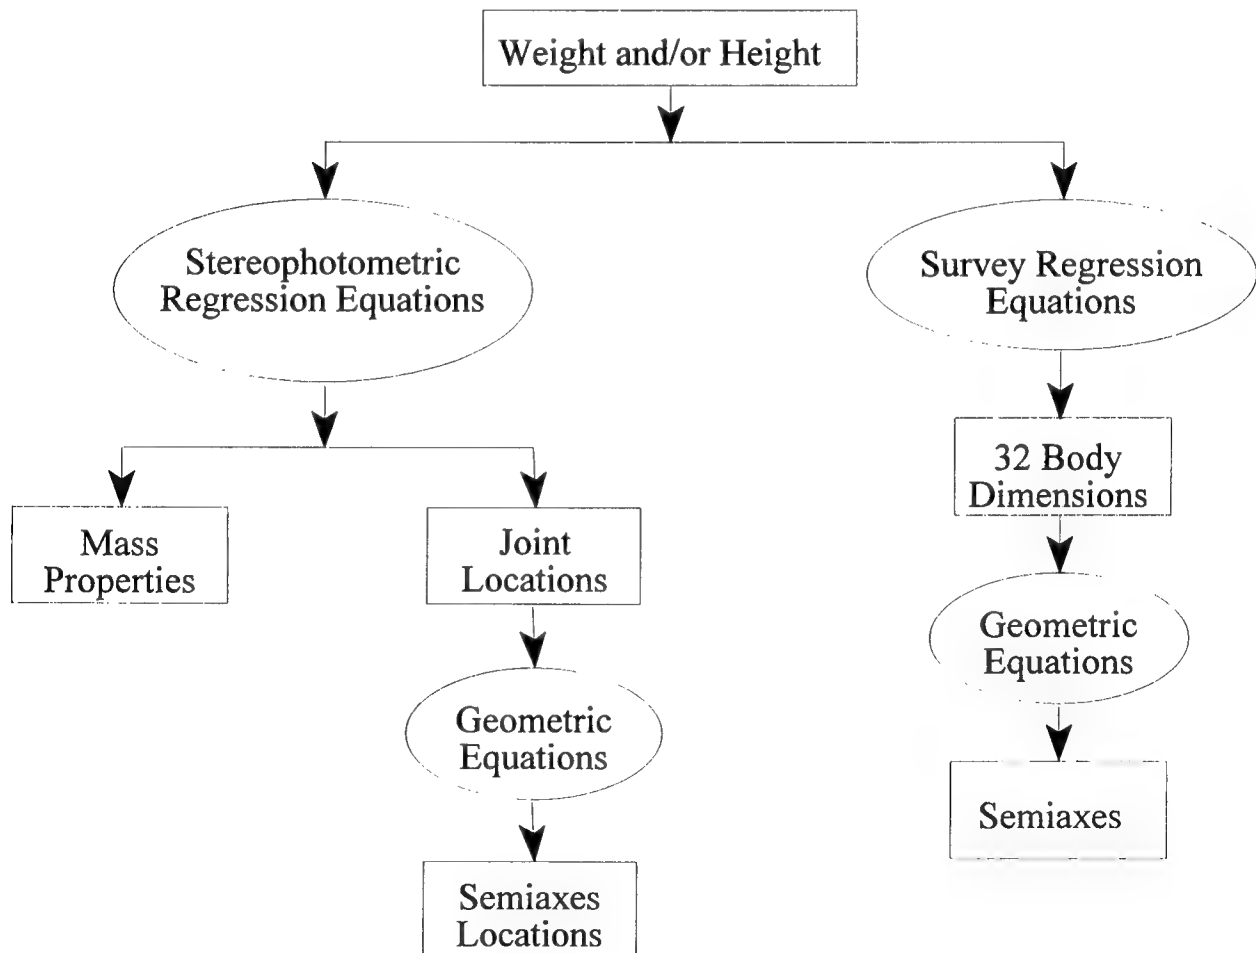 Weight and/or Height
Stereophotometric
Regression Equations
Survey Regression
Equations
32 Body
Dimensions
Mass
Properties
Joint
Locations
Geometric
Equations
Geometric
Equations
Semiaxes
Semiaxes
Locations